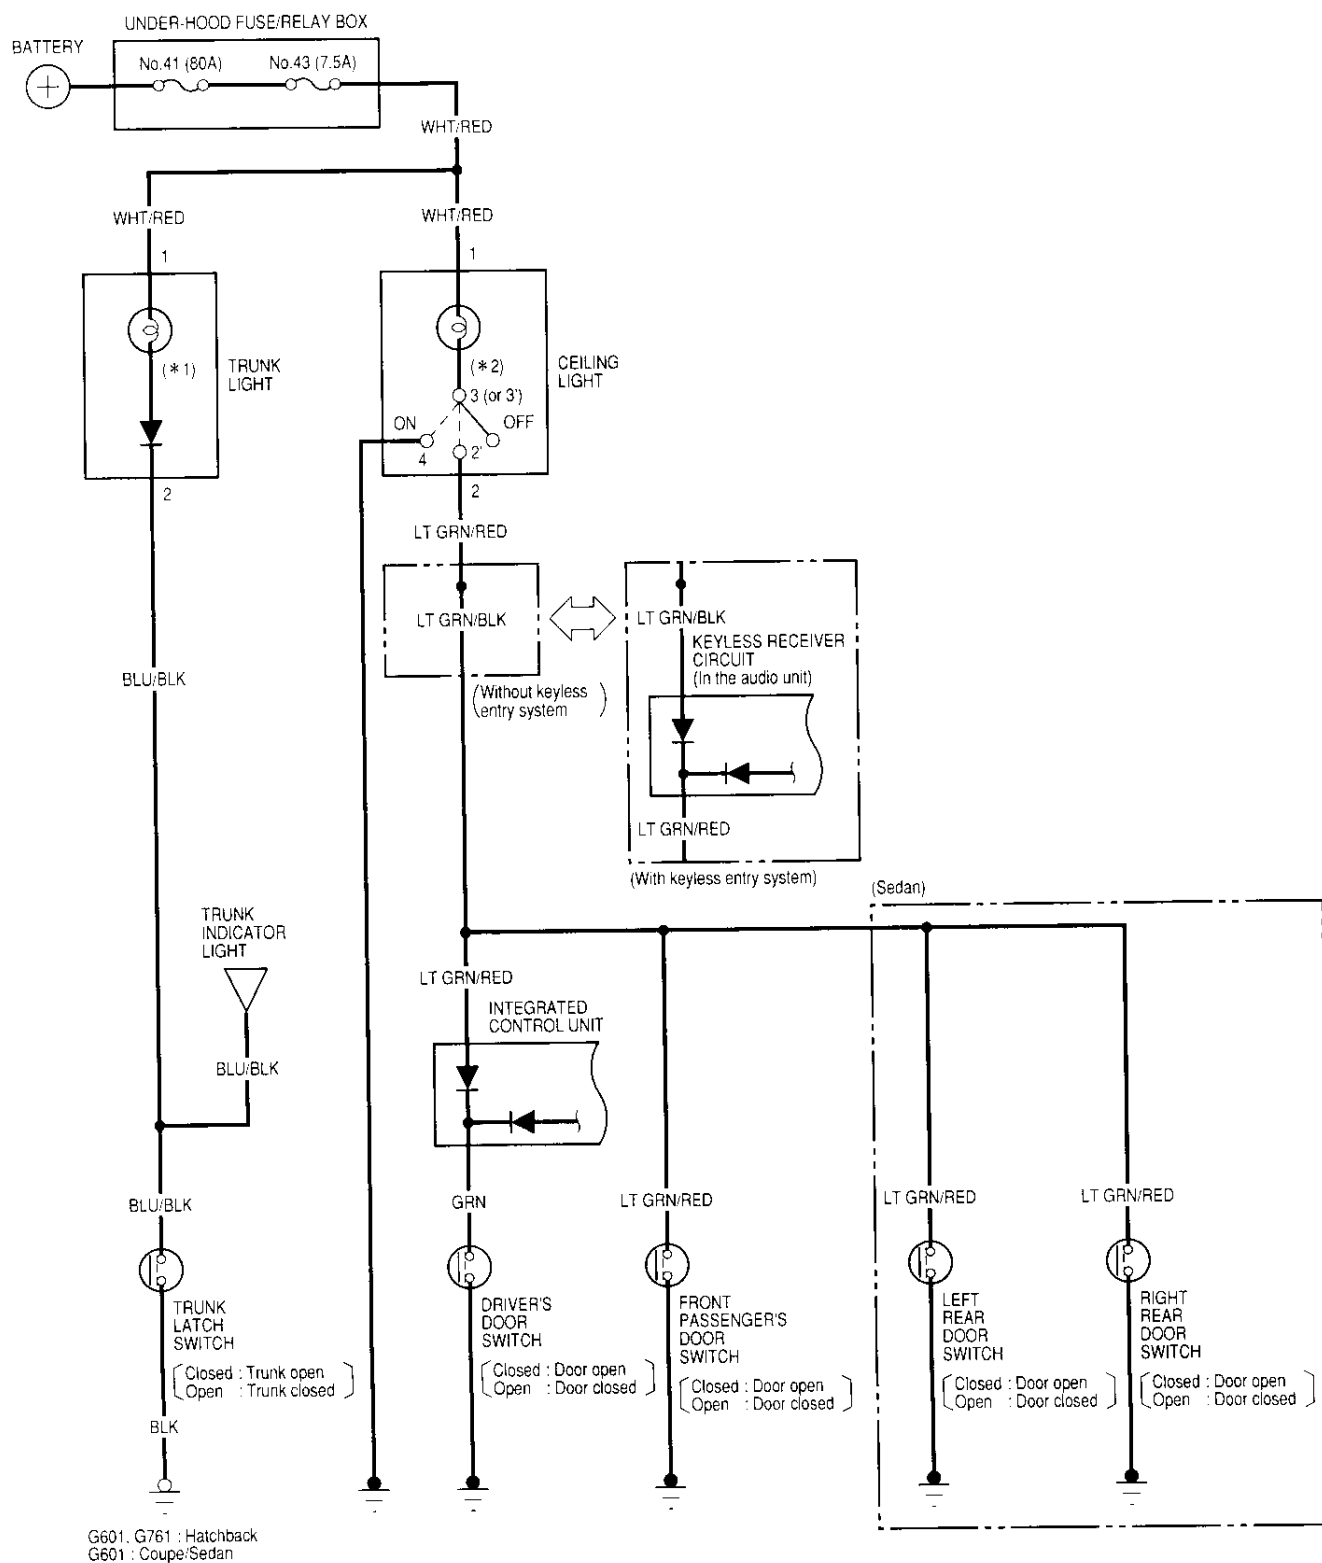 UNDER-HOOD FUSE/RELAY BOX
BATTERY
No.41 (80A)
No.43 (7.5A)
+
WHT/RED
WHT/RED
WHT/RED
1
1
(*1)
TRUNK
LIGHT
(*2)
CEILING
LIGHT
3 (or 3')
ON
OFF
4
2'
2
2
LT GRN/RED
LT GRN/BLK
(Without keyless
entry system)
LT GRN/BLK
KEYLESS RECEIVER
CIRCUIT
(In the audio unit)
LT GRN/RED
(With keyless entry system)
BLU/BLK
(Sedan)
TRUNK
INDICATOR
LIGHT
BLU/BLK
LT GRN/RED
INTEGRATED
CONTROL UNIT
BLU/BLK
GRN
LT GRN/RED
LT GRN/RED
LT GRN/RED
TRUNK
LATCH
SWITCH
(Closed : Trunk open
Open : Trunk closed)
DRIVER'S
DOOR
SWITCH
(Closed : Door open
Open : Door closed)
FRONT
PASSENGER'S
DOOR
SWITCH
(Closed : Door open
Open : Door closed)
LEFT
REAR
DOOR
SWITCH
(Closed : Door open
Open : Door closed)
RIGHT
REAR
DOOR
SWITCH
(Closed : Door open
Open : Door closed)
BLK
G601, G761 : Hatchback
G601 : Coupe/Sedan